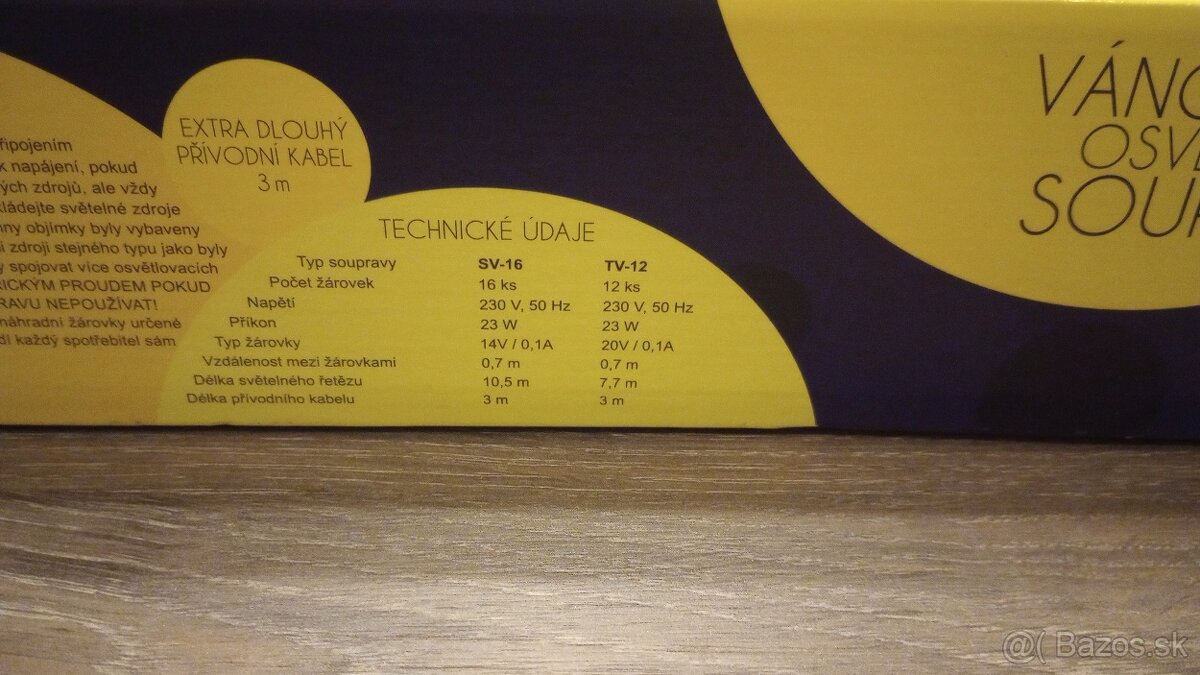 řipojením
k napájení, pokud
ých zdrojů, ale vždy
kládejte světelné zdroje
ny objímky byly vybaveny
i zdroji stejného typu jako byly
y spojovat více osvětlovacích
RICKÝM PROUDEM POKUD
RAVU NEPOUŽÍVAT!
náhradní žárovky určené
dí každý spotřebitel sám
EXTRA DLOUHÝ
PŘÍVODNÍ KABEL
3 m
TECHNICKÉ ÚDAJE
Typ soupravy SV-16 TV-12
Počet žárovek 16 ks 12 ks
Napětí 230 V, 50 Hz 230 V, 50 Hz
Příkon 23 W 23 W
Typ žárovky 14V / 0,1A 20V / 0,1A
Vzdálenost mezi žárovkami 0,7 m 0,7 m
Délka světelného řetězu 10,5 m 7,7 m
Délka přívodního kabelu 3 m 3 m
VÁNO
OSVĚ
SOUP
@( Bazos.sk